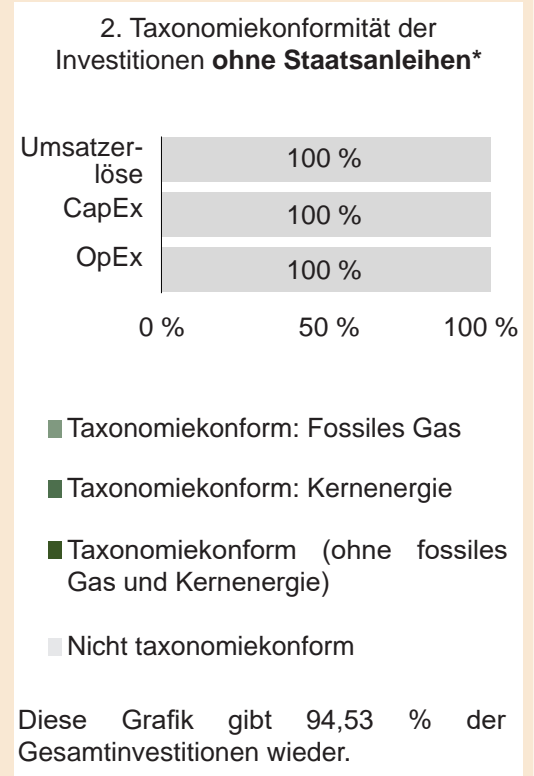 2. Taxonomiekonformität der
Investitionen ohne Staatsanleihen*
Umsatzer-
löse
100 %
CapEx
100 %
OpEx
100 %
0 % 50 % 100 %
Taxonomiekonform: Fossiles Gas
Taxonomiekonform: Kernenergie
Taxonomiekonform (ohne fossiles
Gas und Kernenergie)
Nicht taxonomiekonform
Diese Grafik gibt 94,53 % der
Gesamtinvestitionen wieder.